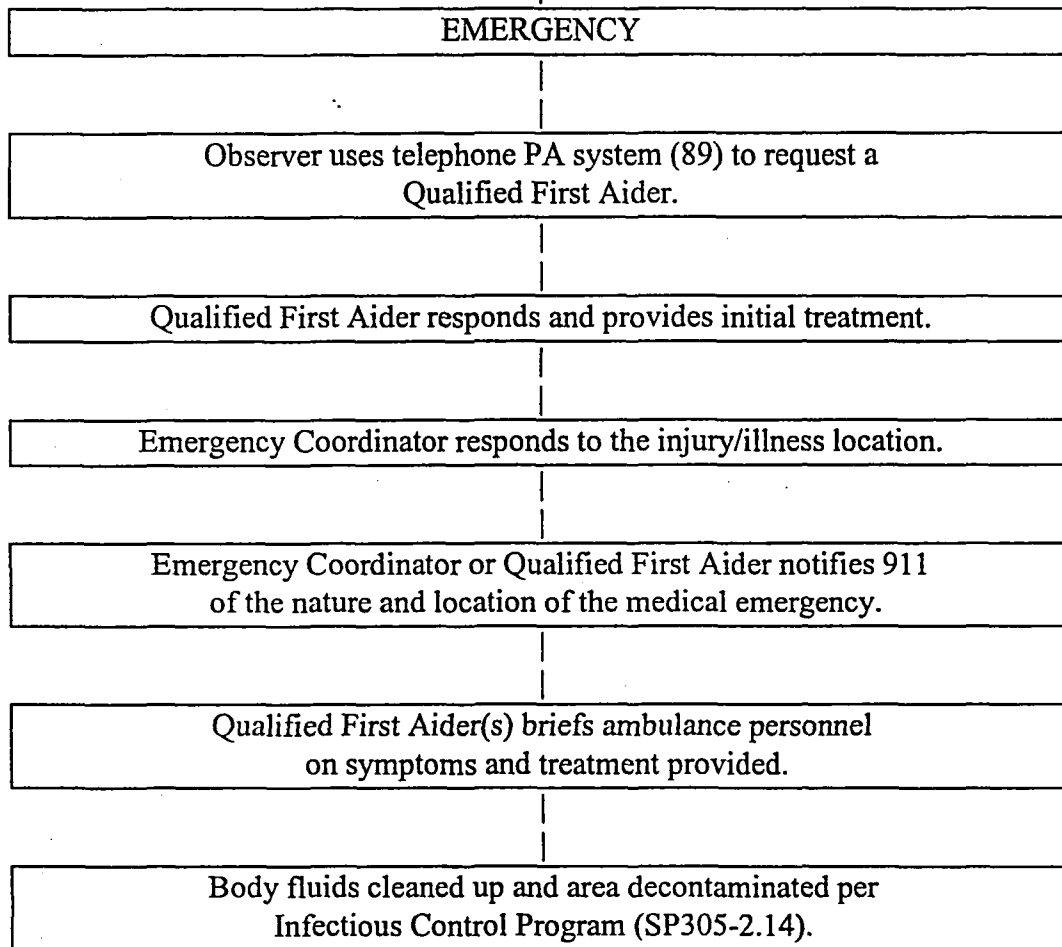 EMERGENCY
Observer uses telephone PA system (89) to request a
Qualified First Aider.
Qualified First Aider responds and provides initial treatment.
Emergency Coordinator responds to the injury/illness location.
Emergency Coordinator or Qualified First Aider notifies 911
of the nature and location of the medical emergency.
Qualified First Aider(s) briefs ambulance personnel
on symptoms and treatment provided.
Body fluids cleaned up and area decontaminated per
Infectious Control Program (SP305-2.14).